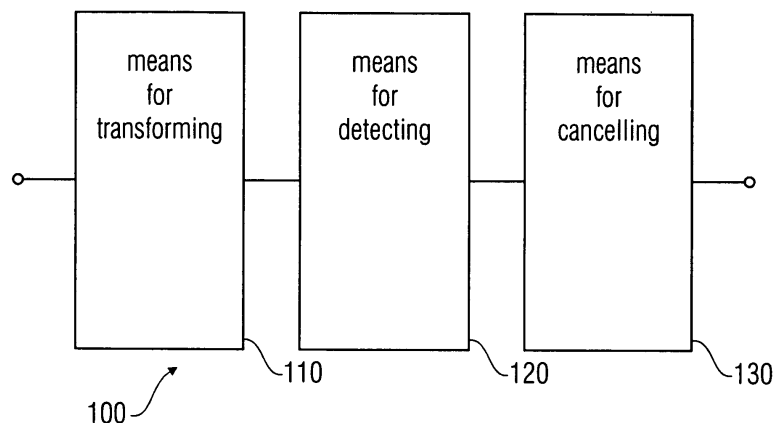 means
for
transforming
means
for
detecting
means
for
cancelling
110
120
130
100